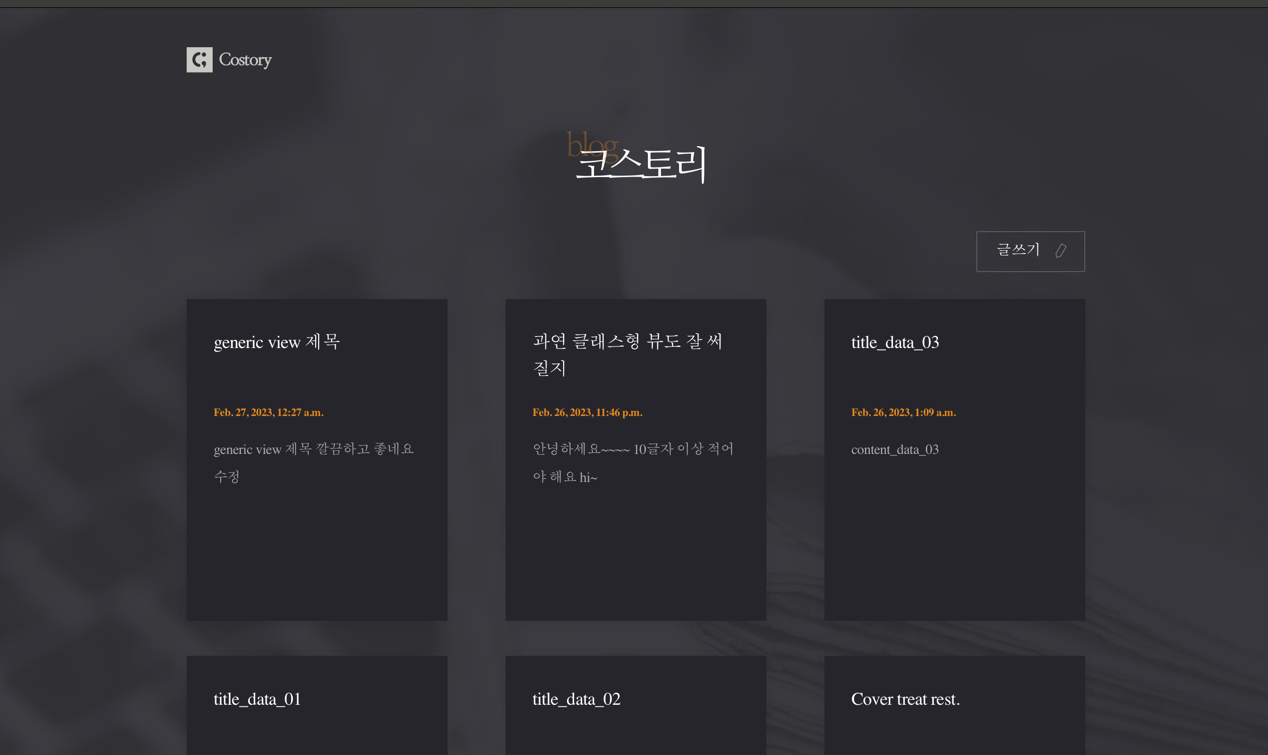 Costory
blog
코스토리
글쓰기
generic view 제목
과연 클래스형 뷰도 잘 써
질지
title_data_03
Feb. 27, 2023, 12:27 a.m.
Feb. 26, 2023, 11:46 p.m.
Feb. 26, 2023, 1:09 a.m.
generic view 제목 깔끔하고 좋네요
수정
안녕하세요~~~~ 10글자 이상 적어
야 해요 hi~
content_data_03
title_data_01
title_data_02
Cover treat rest.